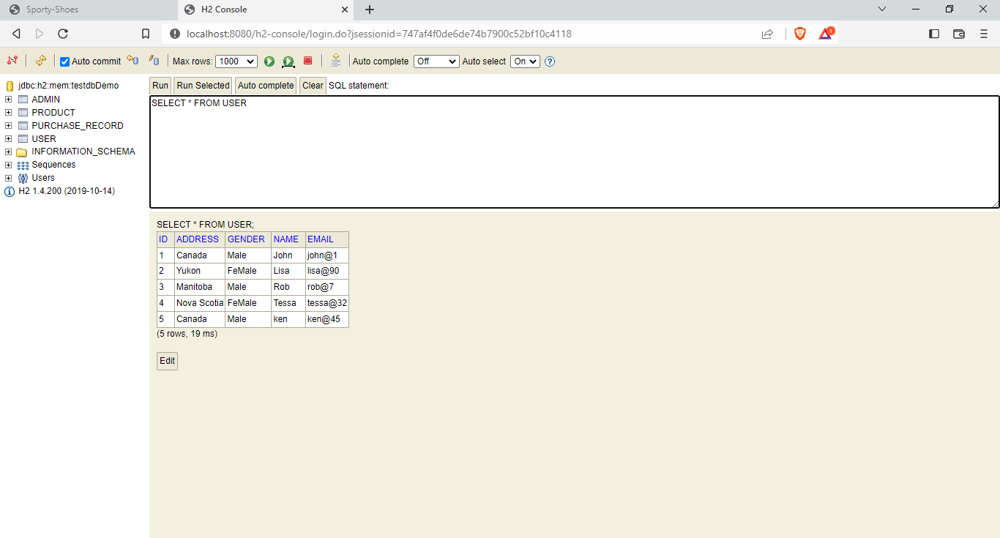 Sporty-Shoes
H2 Console
localhost:8080/h2-console/login.do?jsessionid=747af4f0de6de74b7900c52bf10c4118
1
Auto commit Max rows: 1000 Auto complete Off Auto select On
jdbc:h2:mem:testdbDemo
ADMIN
PRODUCT
PURCHASE_RECORD
USER
INFORMATION_SCHEMA
Sequences
Users
H2 1.4.200 (2019-10-14)
Run Run Selected Auto complete Clear SQL statement:
SELECT * FROM USER
SELECT * FROM USER;
ID ADDRESS GENDER NAME EMAIL
1 Canada Male John john@1
2 Yukon FeMale Lisa lisa@90
3 Manitoba Male Rob rob@7
4 Nova Scotia FeMale Tessa tessa@32
5 Canada Male ken ken@45
(5 rows, 19 ms)
Edit